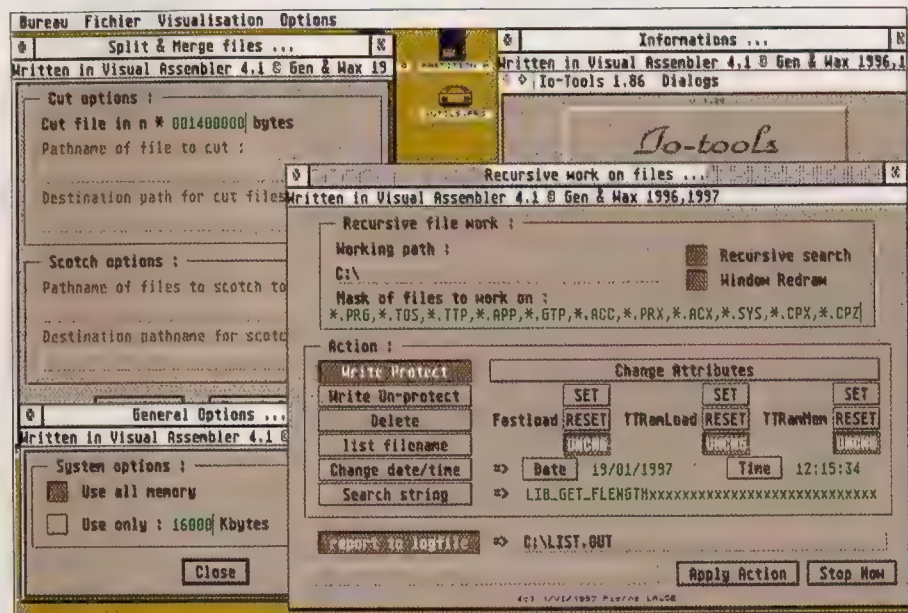 Bureau Fichier Visualisation Options
Split & Merge files ...
Written in Visual Assembler 4.1 © Gen & Wax 19
Cut options :
Cut file in n * 001400000 bytes
Pathname of file to cut :
Destination path for cut files
Scotch options :
Pathname of files to scotch to
Destination pathname for scotc
Informations ...
Written in Visual Assembler 4.1 © Gen & Wax 1996,1
Io-Tools 1.86 Dialogs
Io-tools
Recursive work on files ...
Written in Visual Assembler 4.1 © Gen & Wax 1996,1997
Recursive file work :
Working path :
C:\
Recursive search
Window Redraw
Mask of files to work on :
*.PRG,*.TOS,*.TTP,*.APP,*.GTP,*.ACC,*.PRX,*.ACX,*.SYS,*.CPX,*.CPZ
Action :
Write Protect
Write Un-protect
Delete
list filename
Change date/time
Search string
Change Attributes
SET SET SET
Fastload RESET TTRamLoad RESET TTRamMem RESET
=> Date 19/01/1997 Time 12:15:34
=> LIB_GET_FLENGTHxxxxxxxxxxxxxxxxxxxxxxxxxxxx
report to logfile => C:\LIST.OUT
Apply Action Stop Now
General Options ...
Written in Visual Assembler 4.1 ©
System options :
Use all memory
Use only : 16000 Kbytes
Close